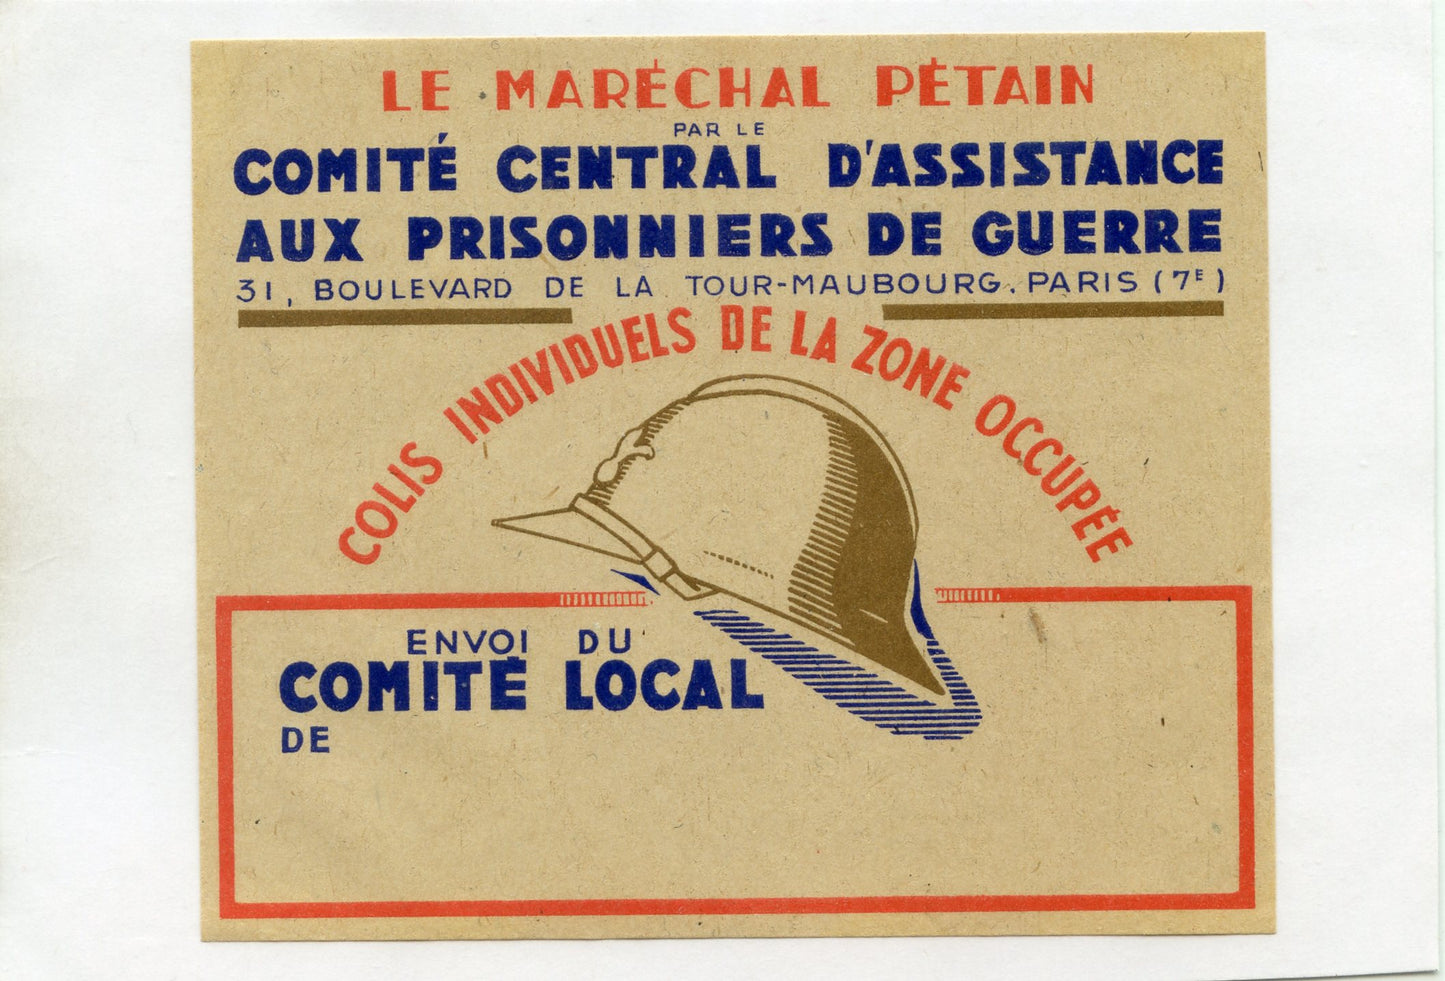 LE MARÉCHAL PÉTAIN
PAR LE
COMITÉ CENTRAL D'ASSISTANCE
AUX PRISONNIERS DE GUERRE
31, BOULEVARD DE LA TOUR-MAUBOURG. PARIS (7E)
COLIS INDIVIDUELS DE LA ZONE OCCUPÉE
ENVOI DU
COMITÉ LOCAL
DE